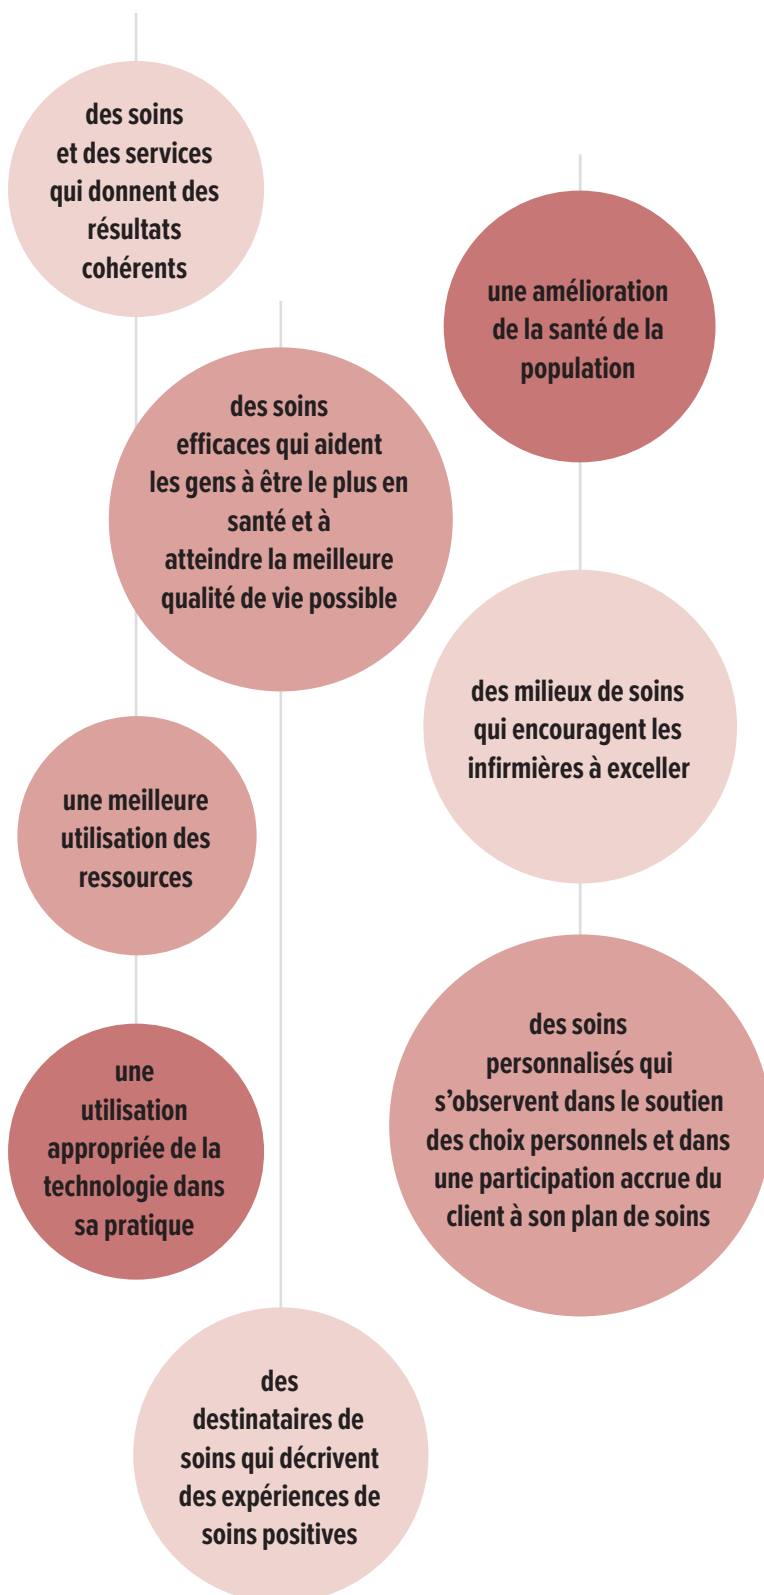 des soins
et des services
qui donnent des
résultats
cohérents
une amélioration
de la santé de la
population
des soins
efficaces qui aident
les gens à être le plus en
santé et à
atteindre la meilleure
qualité de vie possible
des milieux de soins
qui encouragent les
infirmières à exceller
une meilleure
utilisation des
ressources
des soins
personnalisés qui
s’observent dans le soutien
des choix personnels et dans
une participation accrue du
client à son plan de soins
une
utilisation
appropriée de la
technologie dans
sa pratique
des
destinataires de
soins qui décrivent
des expériences de
soins positives